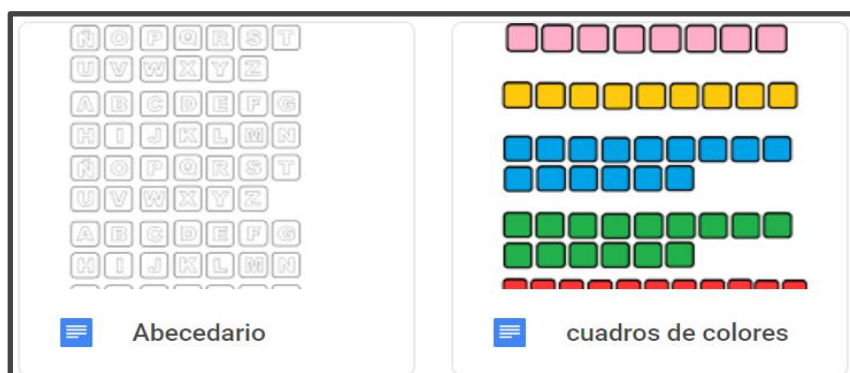 Ñ O P Q R S T
U V W X Y Z
A B C D E F G
H I J K L M N
Ñ O P Q R S T
U V W X Y Z
A B C D E F G
H I J K L M N
Abecedario
cuadros de colores